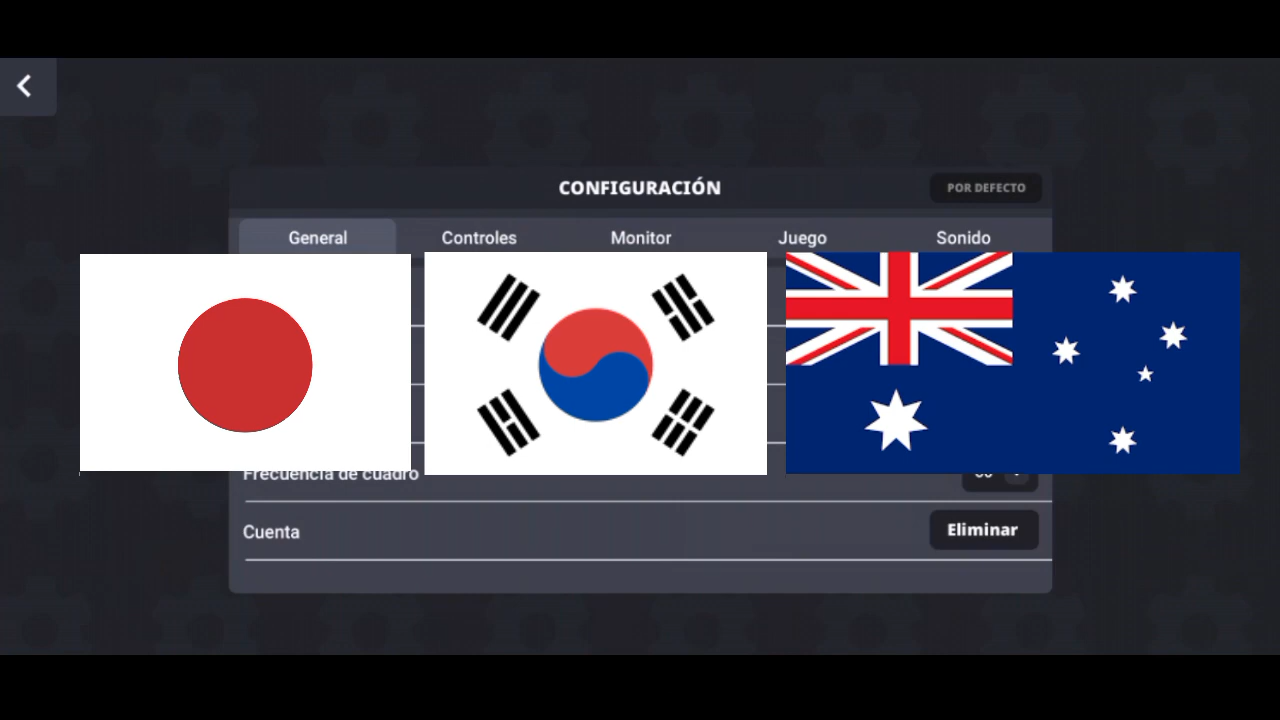 CONFIGURACIÓN
POR DEFECTO
General Controles Monitor Juego Sonido
Frecuencia de cuadro
Cuenta
Eliminar